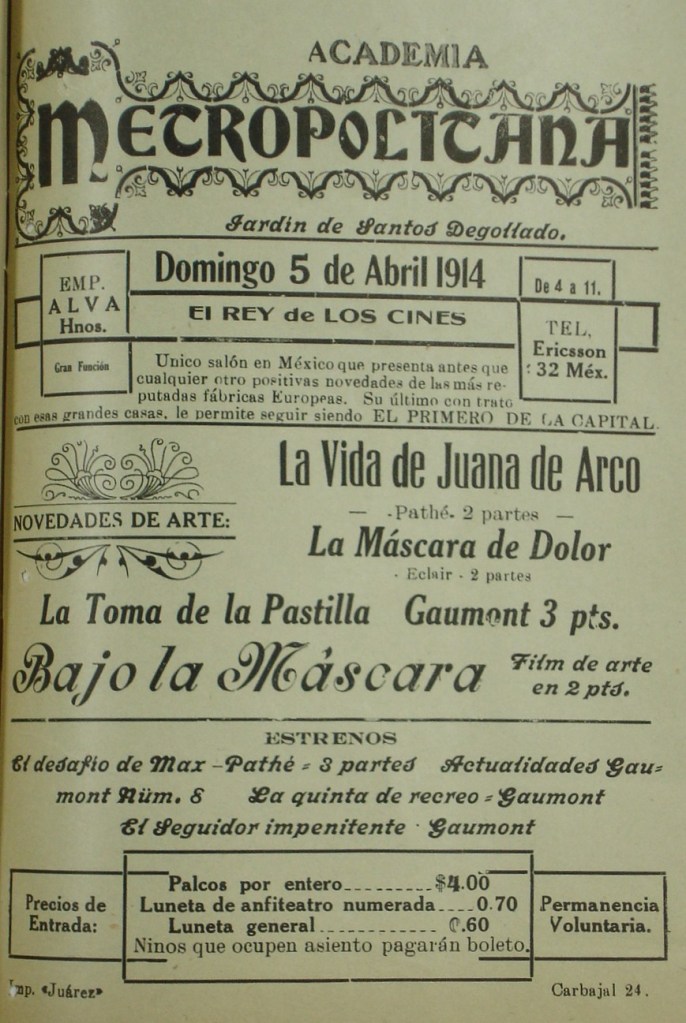 ACADEMIA
METROPOLITANA
Jardin de Santos Degollado.
EMP.
ALVA
Hnos.
Gran Función
Domingo 5 de Abril 1914
El REY de LOS CINES
De 4 a 11.
TEL,
Ericsson
32 Méx.
Unico salón en México que presenta antes que
cualquier otro positivas novedades de las más re-
putadas fábricas Europeas. Su último con trato
con esas grandes casas, le permite seguir siendo EL PRIMERO DE LA CAPITAL.
NOVEDADES DE ARTE:
La Vida de Juana de Arco
— -Pathé- 2 partes —
La Máscara de Dolor
- Eclair - 2 partes
La Toma de la Pastilla Gaumont 3 pts.
Bajo la Máscara
Film de arte
en 2 pts.
ESTRENOS
El desafio de Max -Pathé = 3 partes Actualidades Gau=
mont Núm. 8 La quinta de recreo = Gaumont
El Seguidor impenitente · Gaumont
Precios de
Entrada:
Palcos por entero_________$4.00
Luneta de anfiteatro numerada____0.70
Luneta general____________0.60
Ninos que ocupen asiento pagarán boleto.
Permanencia
Voluntaria.
Imp. «Juárez»
Carbajal 24.